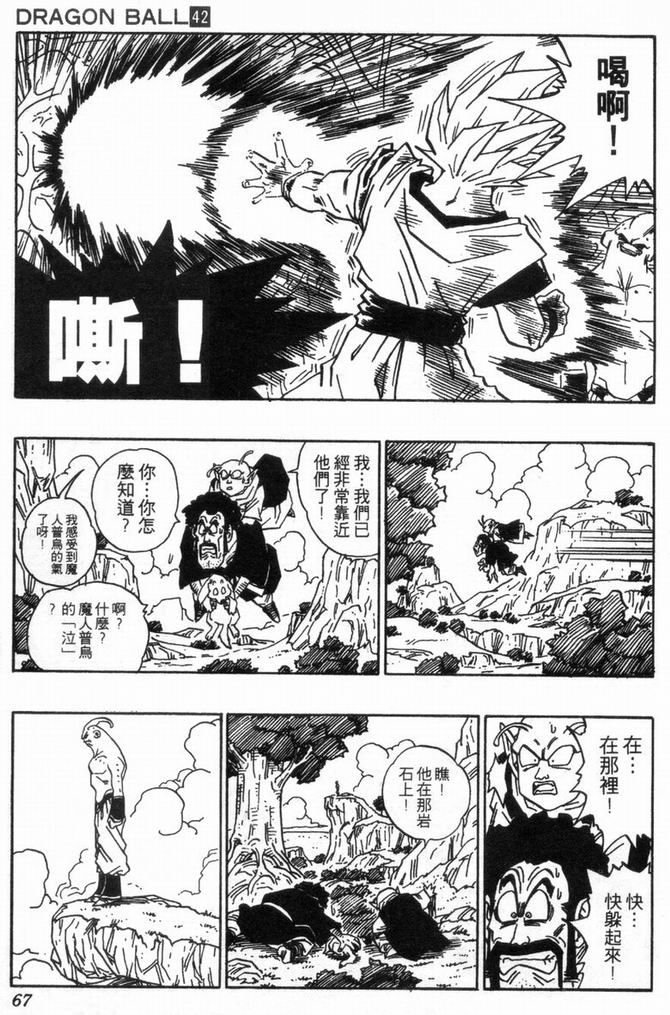 DRAGON BALL 42
喝啊！
嘶！
我…我們已
經非常靠近
他們了！
你…你怎
麼知道？
我感受到魔
人普烏的氣
了呀！
啊？
什麼？
魔人普烏
的「泣」
？
在…
在那裡！
快…
快躲起來！
瞧！
他在那岩
石上！
67